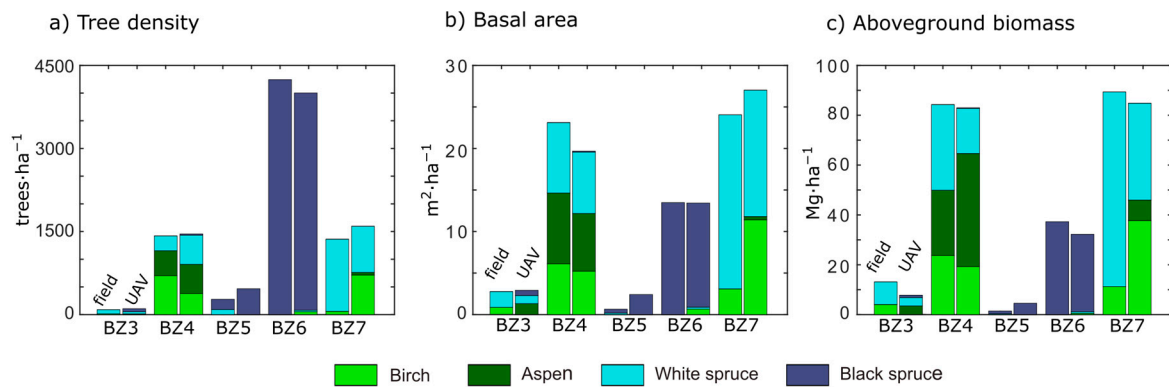 a) Tree density
b) Basal area
c) Aboveground biomass
trees·ha⁻¹
4500
3000
1500
0
field
UAV
BZ3 BZ4 BZ5 BZ6 BZ7
m²·ha⁻¹
30
20
10
0
field
UAV
BZ3 BZ4 BZ5 BZ6 BZ7
Mg·ha⁻¹
100
80
60
40
20
0
field
UAV
BZ3 BZ4 BZ5 BZ6 BZ7
Birch Aspen White spruce Black spruce